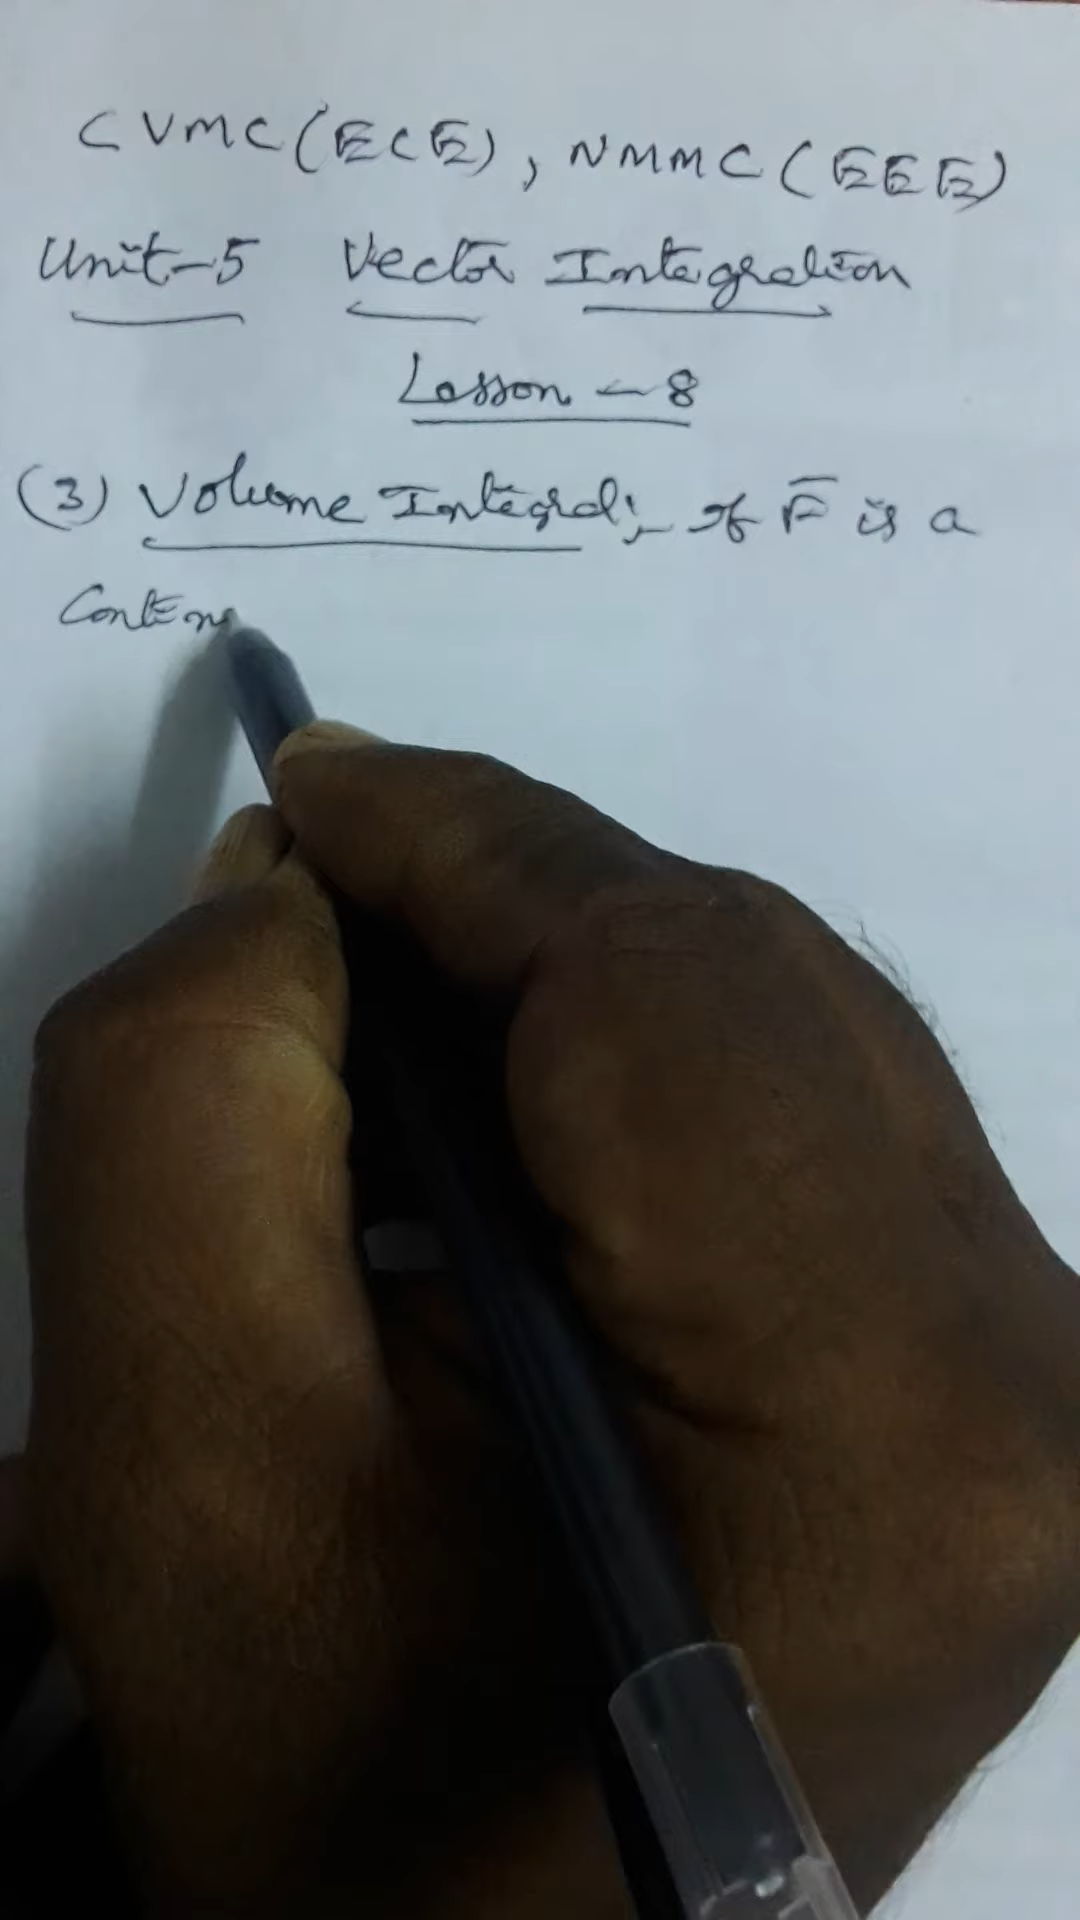 CVMC (ECE), NMMC (EEE)
Unit-5 Vector Integration
Lesson - 8
(3) Volume Integral:- If F̅ is a
Contin